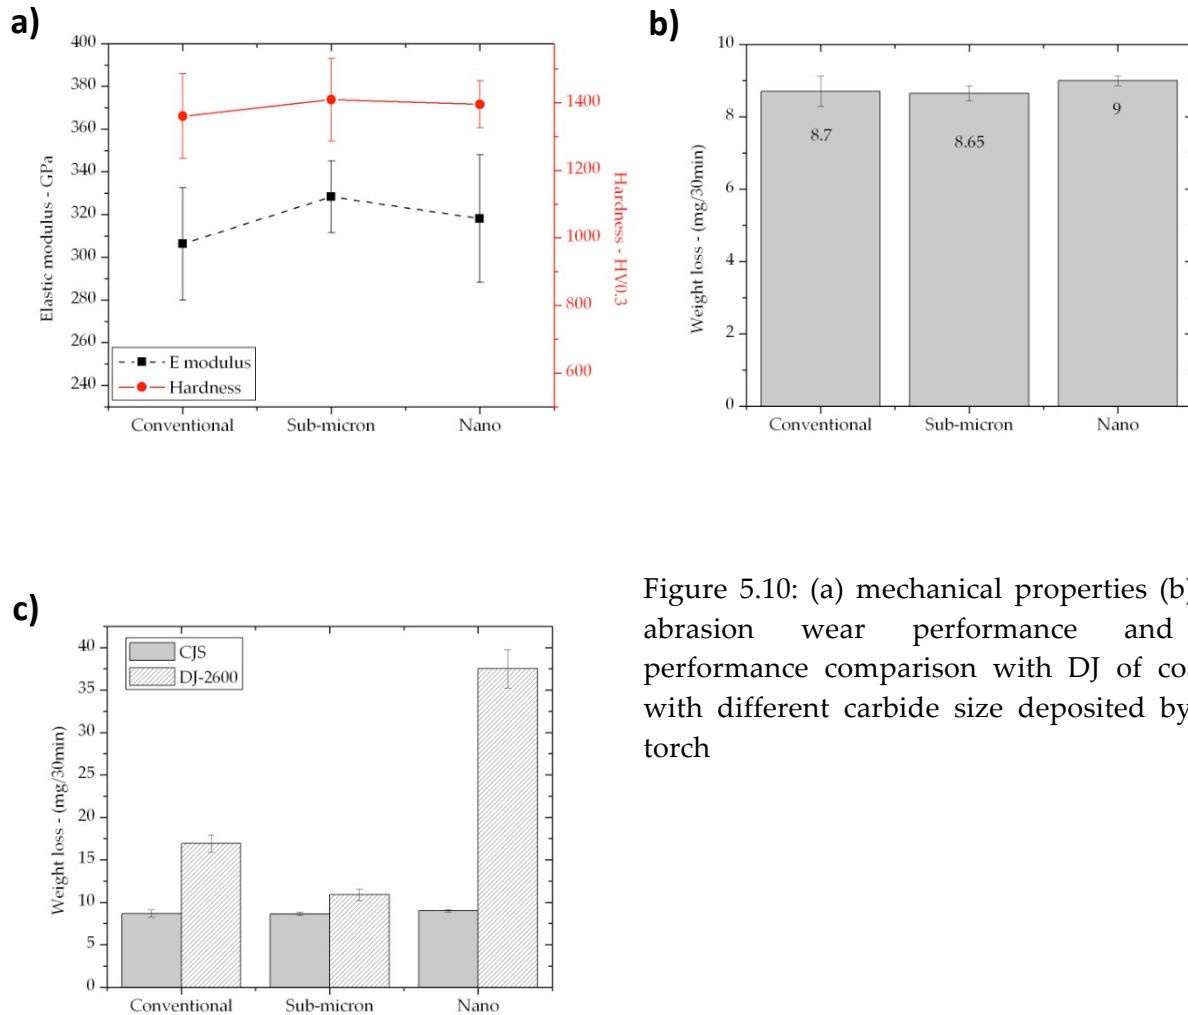 a)
400
380
360
340
320
300
280
260
240
Elastic modulus - GPa
1400
1200
1000
800
600
Hardness - HV0.3
E modulus
Hardness
Conventional Sub-micron Nano
b)
10
8
6
4
2
0
Weight loss - (mg/30min)
8.7
8.65
9
Conventional Sub-micron Nano
c)
40
35
30
25
20
15
10
5
0
Weight loss - (mg/30min)
CJS
DJ-2600
Conventional Sub-micron Nano
Figure 5.10: (a) mechanical properties (b)
abrasion wear performance and
performance comparison with DJ of
with different carbide size deposited by
torch